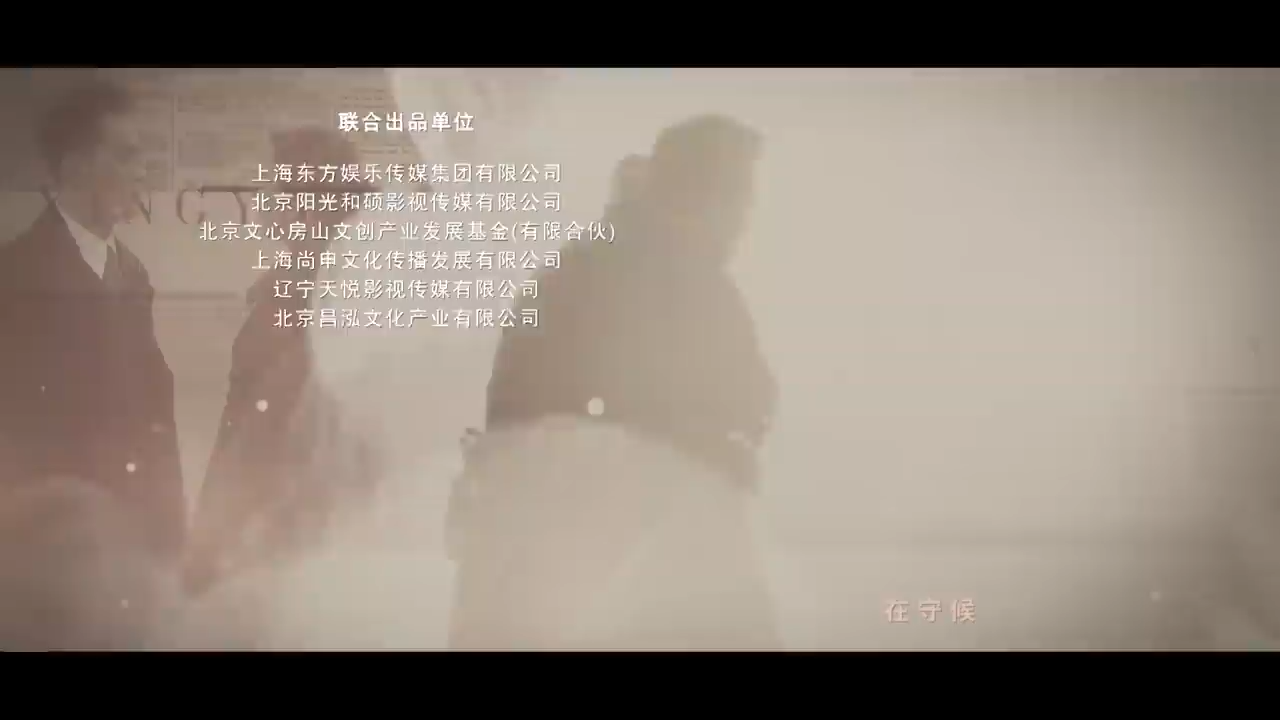 联合出品单位
上海东方娱乐传媒集团有限公司
北京阳光和硕影视传媒有限公司
北京文心房山文创产业发展基金(有限合伙)
上海尚申文化传播发展有限公司
辽宁天悦影视传媒有限公司
北京昌泓文化产业有限公司
在守候